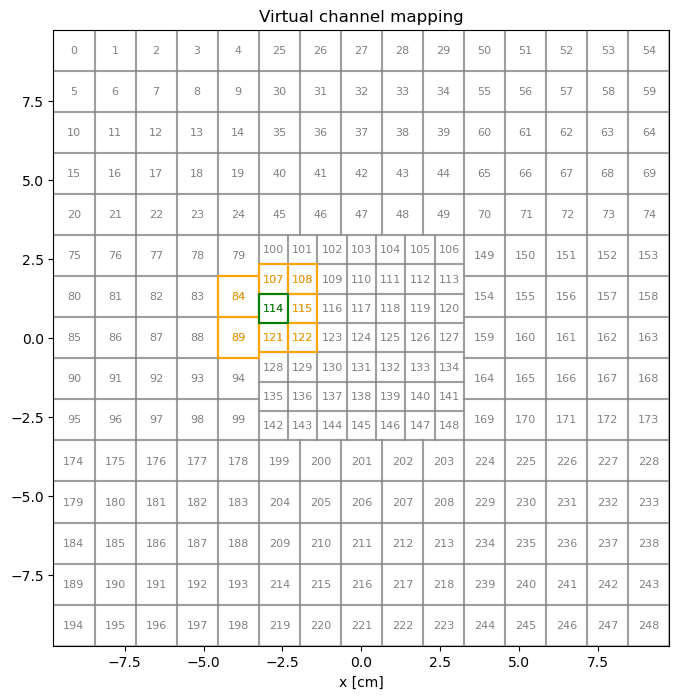 Virtual channel mapping
0 1 2 3 4 25 26 27 28 29 50 51 52 53 54
7.5
5 6 7 8 9 30 31 32 33 34 55 56 57 58 59
10 11 12 13 14 35 36 37 38 39 60 61 62 63 64
5.0
15 16 17 18 19 40 41 42 43 44 65 66 67 68 69
20 21 22 23 24 45 46 47 48 49 70 71 72 73 74
2.5
75 76 77 78 79 100 101 102 103 104 105 106 149 150 151 152 153
107 108 109 110 111 112 113
80 81 82 83 84 114 115 116 117 118 119 120 154 155 156 157 158
0.0
85 86 87 88 89 121 122 123 124 125 126 127 159 160 161 162 163
128 129 130 131 132 133 134
90 91 92 93 94 164 165 166 167 168
135 136 137 138 139 140 141
−2.5
95 96 97 98 99 142 143 144 145 146 147 148 169 170 171 172 173
174 175 176 177 178 199 200 201 202 203 224 225 226 227 228
−5.0
179 180 181 182 183 204 205 206 207 208 229 230 231 232 233
184 185 186 187 188 209 210 211 212 213 234 235 236 237 238
−7.5
189 190 191 192 193 214 215 216 217 218 239 240 241 242 243
194 195 196 197 198 219 220 221 222 223 244 245 246 247 248
−7.5 −5.0 −2.5 0.0 2.5 5.0 7.5
x [cm]